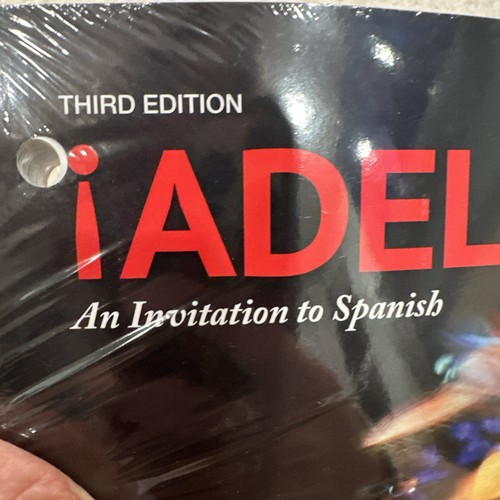 THIRD EDITION
¡ADEL
An Invitation to Spanish